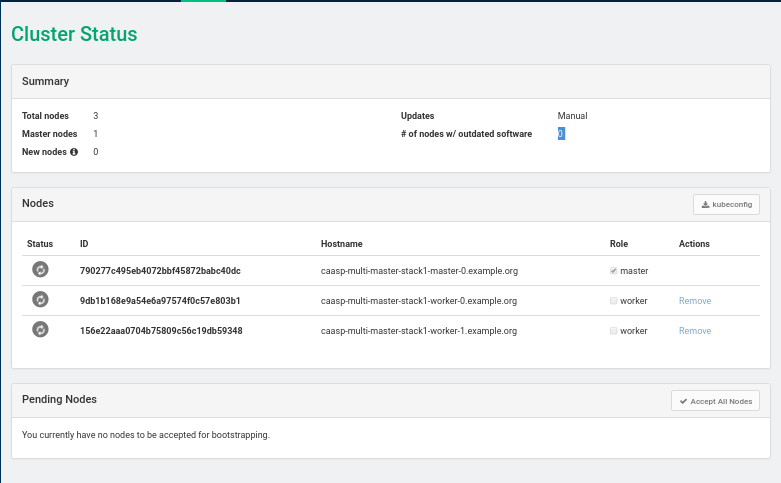 Cluster Status
Summary
Total nodes 3
Updates Manual
Master nodes 1
# of nodes w/ outdated software 0
New nodes 0
Nodes
kubeconfig
Status ID Hostname Role Actions
790277c495eb4072bbf45872babc40dc caasp-multi-master-stack1-master-0.example.org master
9db1b168e9a54e6a97574f0c57e803b1 caasp-multi-master-stack1-worker-0.example.org worker Remove
156e22aaa0704b75809c56c19db59348 caasp-multi-master-stack1-worker-1.example.org worker Remove
Pending Nodes
Accept All Nodes
You currently have no nodes to be accepted for bootstrapping.